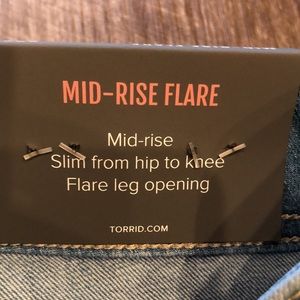 MID-RISE FLARE
Mid-rise
Slim from hip to knee
Flare leg opening
TORRID.COM